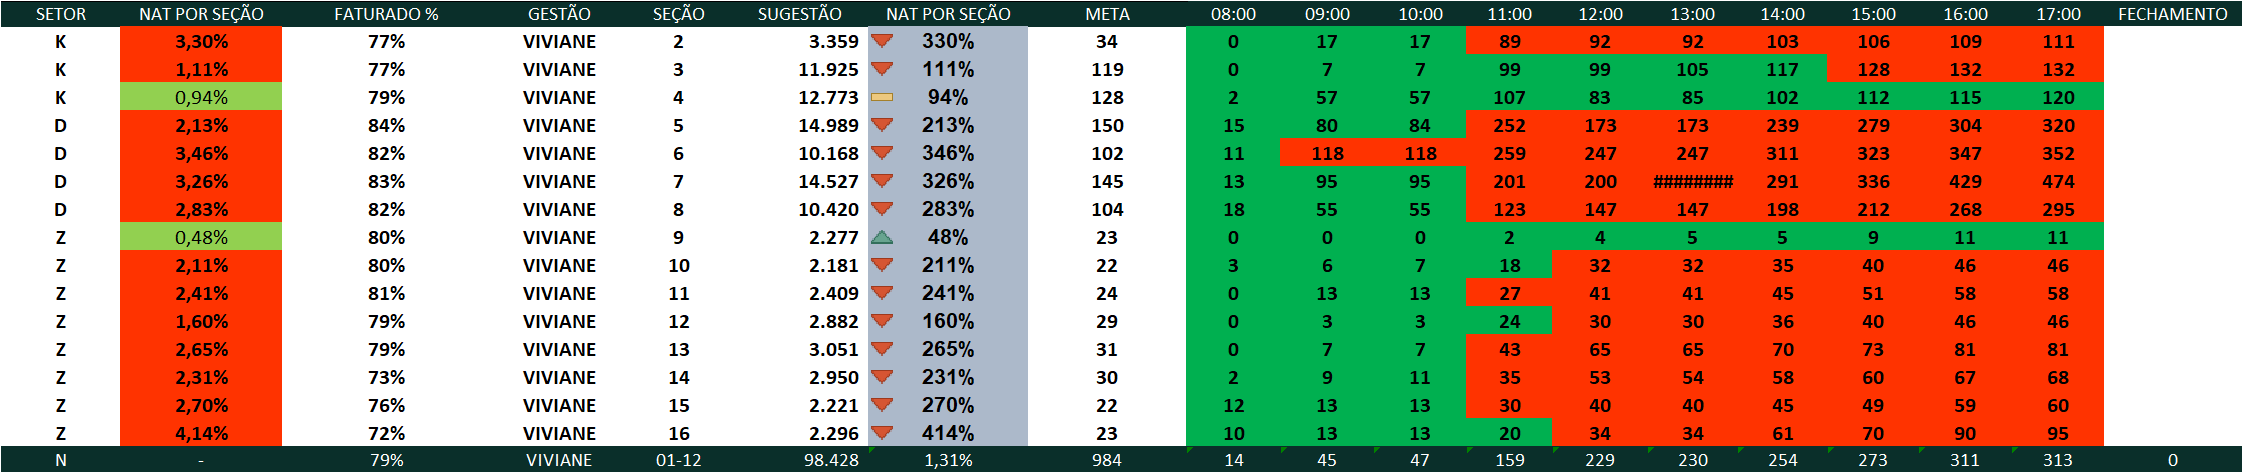 SETOR NAT POR SEÇÃO FATURADO % GESTÃO SEÇÃO SUGESTÃO NAT POR SEÇÃO META 08:00 09:00 10:00 11:00 12:00 13:00 14:00 15:00 16:00 17:00 FECHAMENTO
K 3,30% 77% VIVIANE 2 3.359 330% 34 0 17 17 89 92 92 103 106 109 111
K 1,11% 77% VIVIANE 3 11.925 111% 119 0 7 7 99 99 105 117 128 132 132
K 0,94% 79% VIVIANE 4 12.773 94% 128 2 57 57 107 83 85 102 112 115 120
D 2,13% 84% VIVIANE 5 14.989 213% 150 15 80 84 252 173 173 239 279 304 320
D 3,46% 82% VIVIANE 6 10.168 346% 102 11 118 118 259 247 247 311 323 347 352
D 3,26% 83% VIVIANE 7 14.527 326% 145 13 95 95 201 200 ######## 291 336 429 474
D 2,83% 82% VIVIANE 8 10.420 283% 104 18 55 55 123 147 147 198 212 268 295
Z 0,48% 80% VIVIANE 9 2.277 48% 23 0 0 0 2 4 5 5 9 11 11
Z 2,11% 80% VIVIANE 10 2.181 211% 22 3 6 7 18 32 32 35 40 46 46
Z 2,41% 81% VIVIANE 11 2.409 241% 24 0 13 13 27 41 41 45 51 58 58
Z 1,60% 79% VIVIANE 12 2.882 160% 29 0 3 3 24 30 30 36 40 46 46
Z 2,65% 79% VIVIANE 13 3.051 265% 31 0 7 7 43 65 65 70 73 81 81
Z 2,31% 73% VIVIANE 14 2.950 231% 30 2 9 11 35 53 54 58 60 67 68
Z 2,70% 76% VIVIANE 15 2.221 270% 22 12 13 13 30 40 40 45 49 59 60
Z 4,14% 72% VIVIANE 16 2.296 414% 23 10 13 13 20 34 34 61 70 90 95
N - 79% VIVIANE 01-12 98.428 1,31% 984 14 45 47 159 229 230 254 273 311 313 0